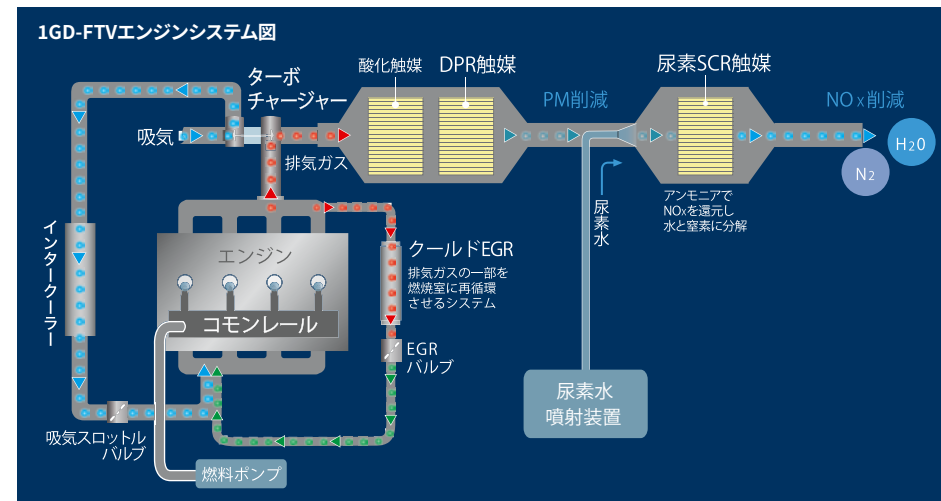 1GD-FTVエンジンシステム図
ターボ
チャージャー
酸化触媒
DPR触媒
尿素SCR触媒
PM削減
NOx削減
吸気
排気ガス
H2O
N2
尿素水
アンモニアで
NOxを還元し
水と窒素に分解
インタークーラー
エンジン
クールドEGR
排気ガスの一部を
燃焼室に再循環
させるシステム
コモンレール
EGR
バルブ
尿素水
噴射装置
吸気スロットル
バルブ
燃料ポンプ